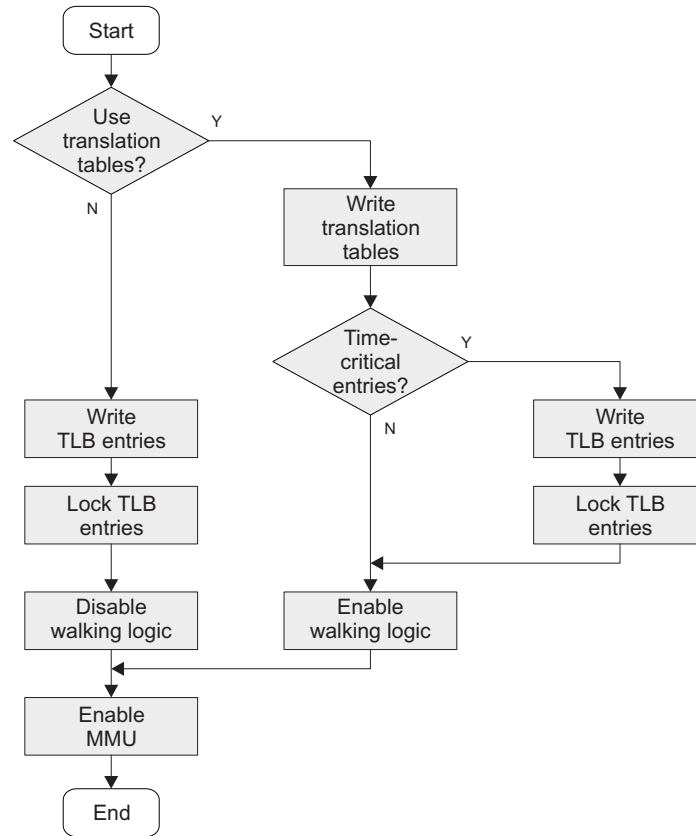 Start
Use
translation
tables?
Y
N
Write
translation
tables
Time-
critical
entries?
Y
N
Write
TLB entries
Write
TLB entries
Lock TLB
entries
Lock TLB
entries
Disable
walking logic
Enable
walking logic
Enable
MMU
End